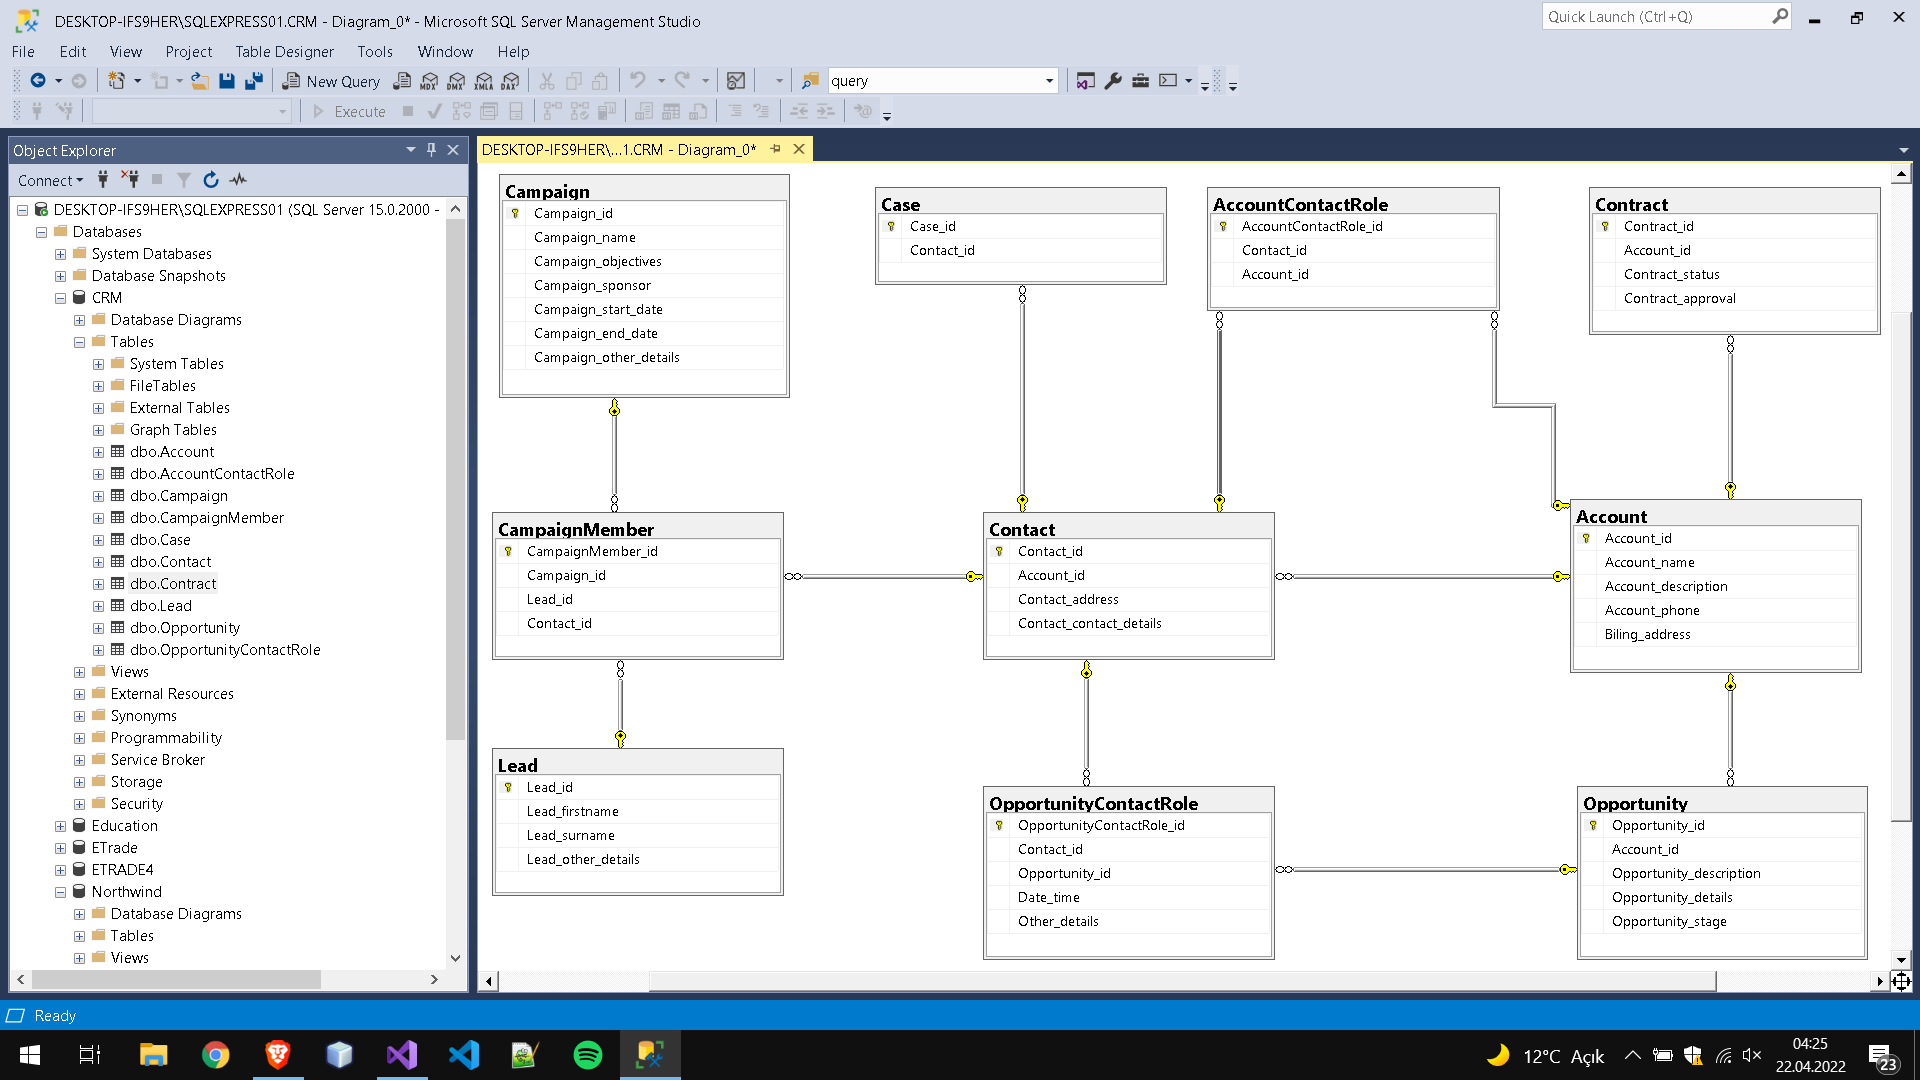 DESKTOP-IFS9HER\SQLEXPRESS01.CRM - Diagram_0* - Microsoft SQL Server Management Studio
Quick Launch (Ctrl+Q)
File Edit View Project Table Designer Tools Window Help
New Query MDX DMX XMLA DAX query
Execute
Object Explorer
Connect
DESKTOP-IFS9HER\SQLEXPRESS01 (SQL Server 15.0.2000 -
Databases
System Databases
Database Snapshots
CRM
Database Diagrams
Tables
System Tables
FileTables
External Tables
Graph Tables
dbo.Account
dbo.AccountContactRole
dbo.Campaign
dbo.CampaignMember
dbo.Case
dbo.Contact
dbo.Contract
dbo.Lead
dbo.Opportunity
dbo.OpportunityContactRole
Views
External Resources
Synonyms
Programmability
Service Broker
Storage
Security
Education
ETrade
ETRADE4
Northwind
Database Diagrams
Tables
Views
DESKTOP-IFS9HER\...1.CRM - Diagram_0*
Campaign
Campaign_id
Campaign_name
Campaign_objectives
Campaign_sponsor
Campaign_start_date
Campaign_end_date
Campaign_other_details
Case
Case_id
Contact_id
AccountContactRole
AccountContactRole_id
Contact_id
Account_id
Contract
Contract_id
Account_id
Contract_status
Contract_approval
CampaignMember
CampaignMember_id
Campaign_id
Lead_id
Contact_id
Contact
Contact_id
Account_id
Contact_address
Contact_contact_details
Account
Account_id
Account_name
Account_description
Account_phone
Biling_address
Lead
Lead_id
Lead_firstname
Lead_surname
Lead_other_details
OpportunityContactRole
OpportunityContactRole_id
Contact_id
Opportunity_id
Date_time
Other_details
Opportunity
Opportunity_id
Account_id
Opportunity_description
Opportunity_details
Opportunity_stage
Ready
12°C Açık
04:25
22.04.2022
23